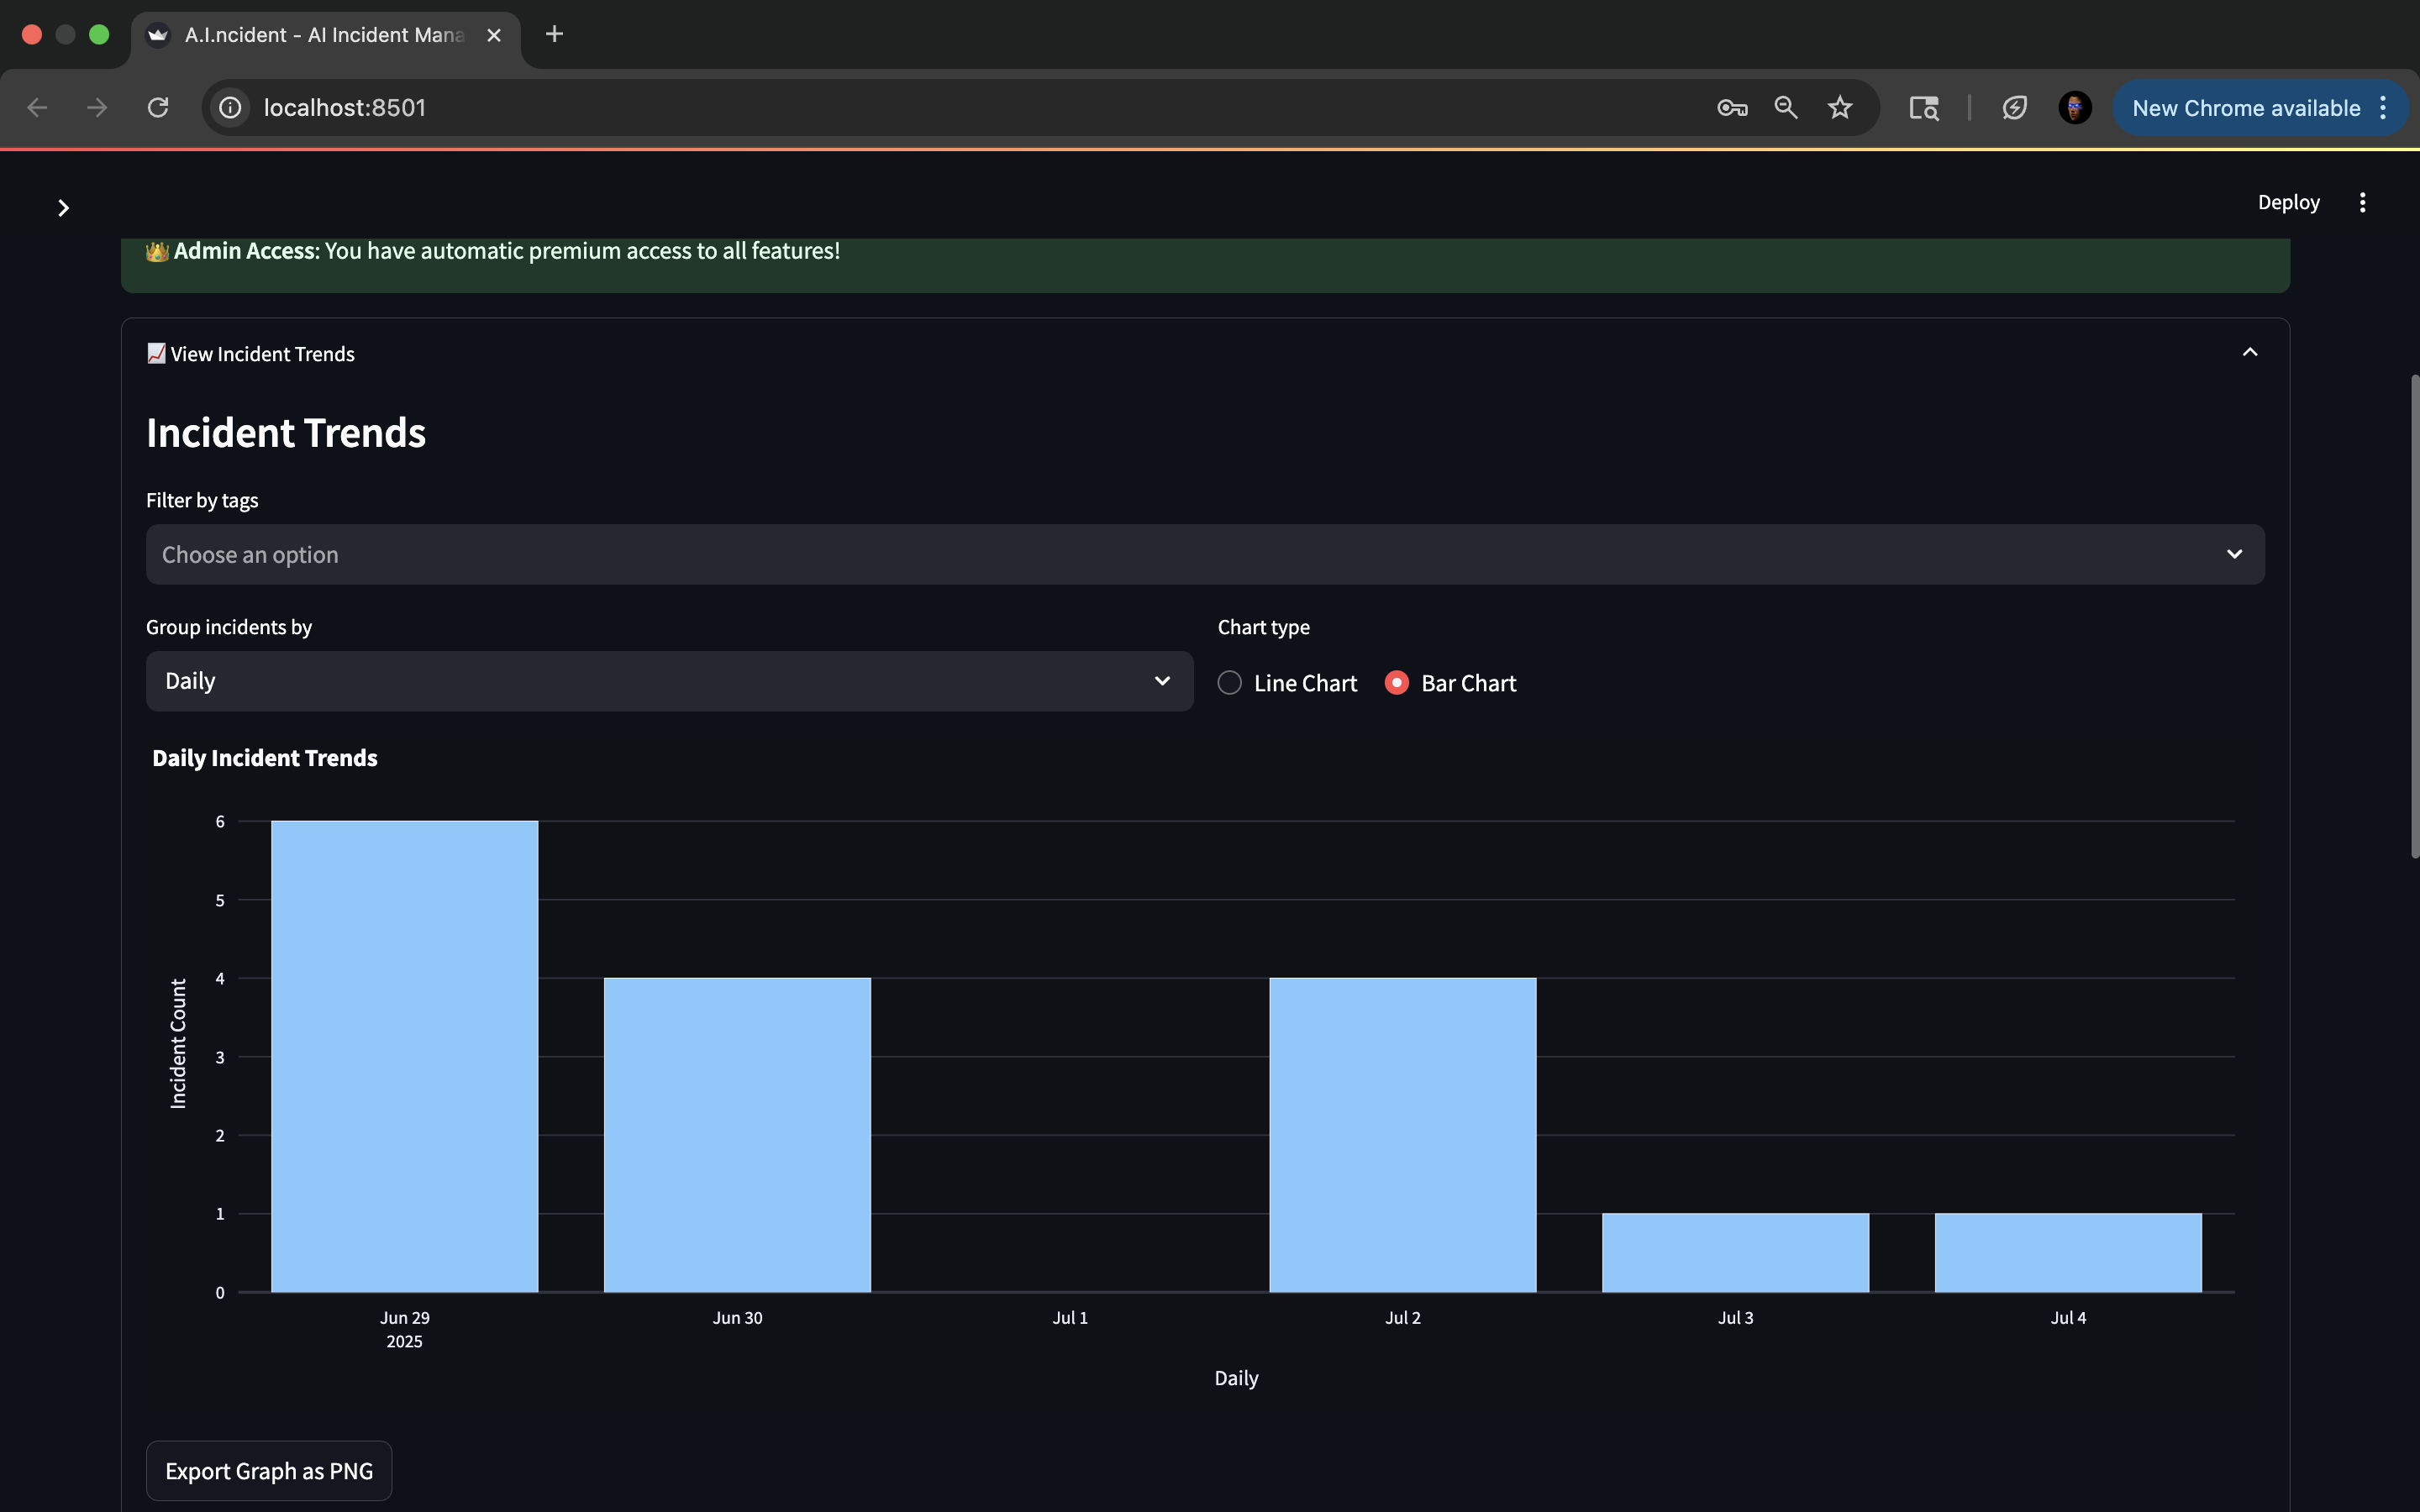 A.I.ncident - AI Incident Mana
localhost:8501
New Chrome available
Deploy
Admin Access: You have automatic premium access to all features!
View Incident Trends
Incident Trends
Filter by tags
Choose an option
Group incidents by
Chart type
Daily
Line Chart
Bar Chart
Daily Incident Trends
6
5
4
3
2
1
0
Incident Count
Jun 29
2025
Jun 30
Jul 1
Jul 2
Jul 3
Jul 4
Daily
Export Graph as PNG